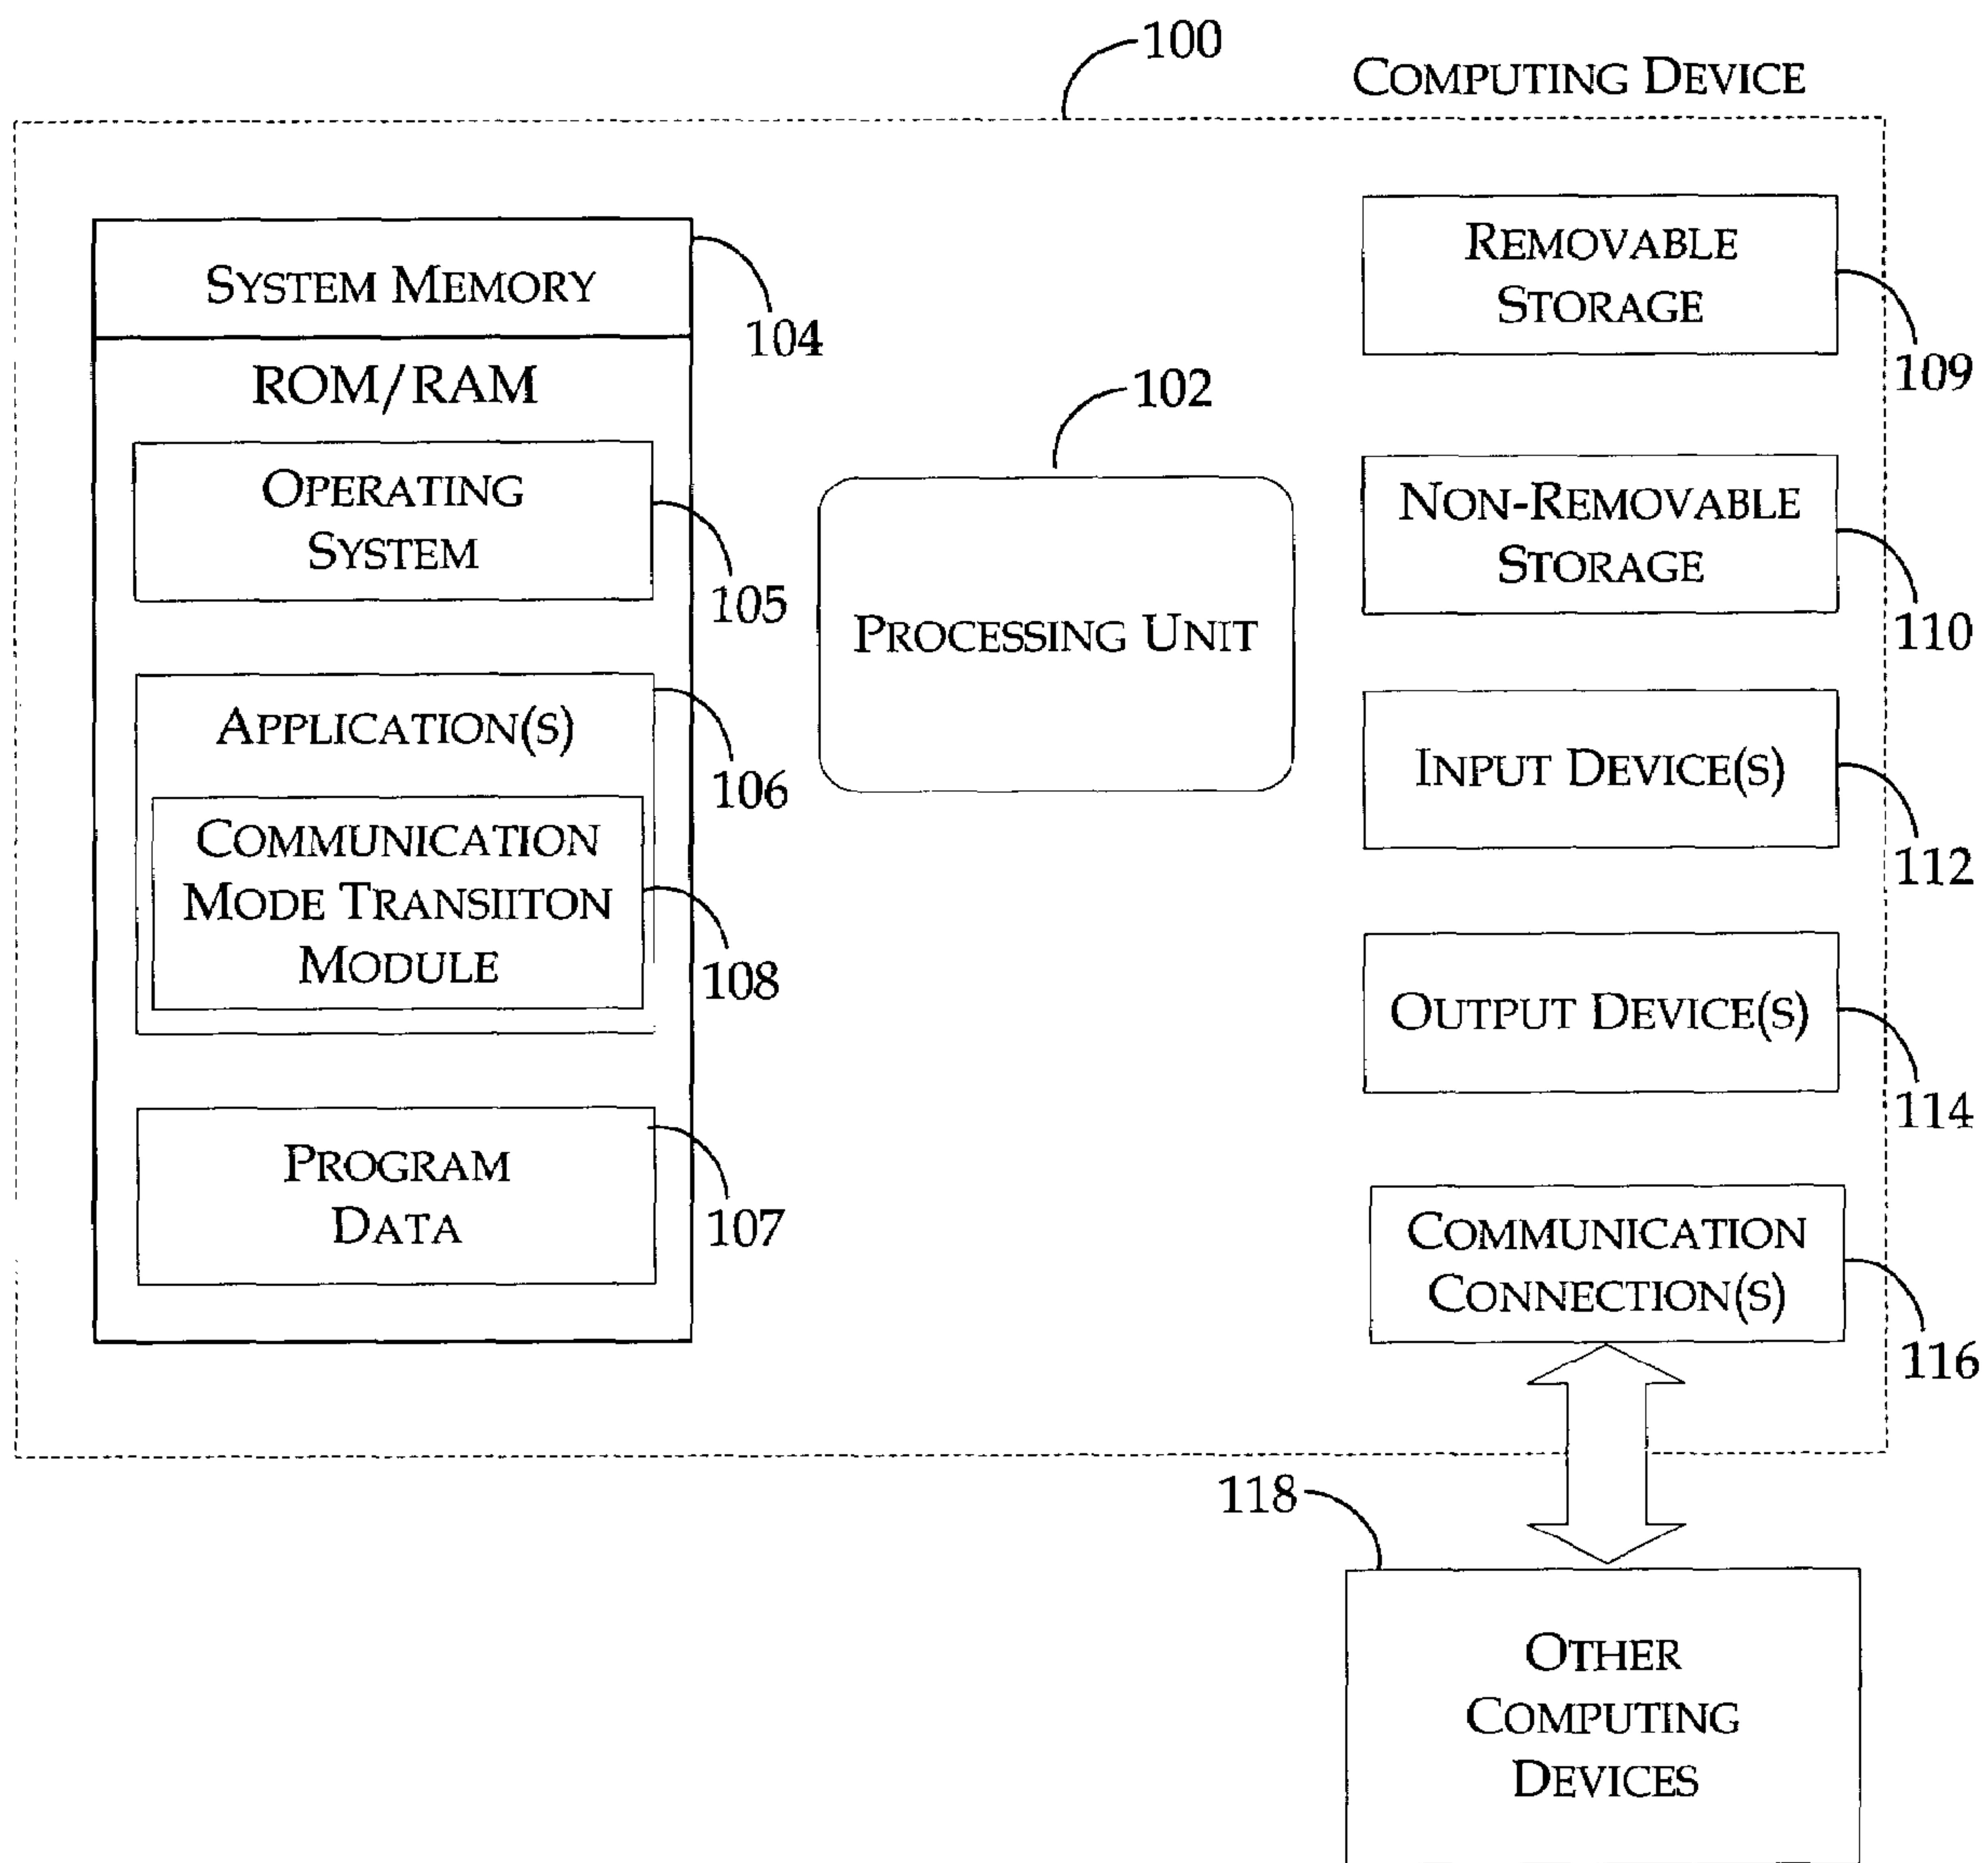 100
COMPUTING DEVICE
SYSTEM MEMORY
104
ROM/RAM
OPERATING
SYSTEM
105
APPLICATION(S)
106
COMMUNICATION
MODE TRANSIITON
MODULE
108
PROGRAM
DATA
107
102
PROCESSING UNIT
REMOVABLE
STORAGE
109
NON-REMOVABLE
STORAGE
110
INPUT DEVICE(S)
112
OUTPUT DEVICE(S)
114
COMMUNICATION
CONNECTION(S)
116
118
OTHER
COMPUTING
DEVICES